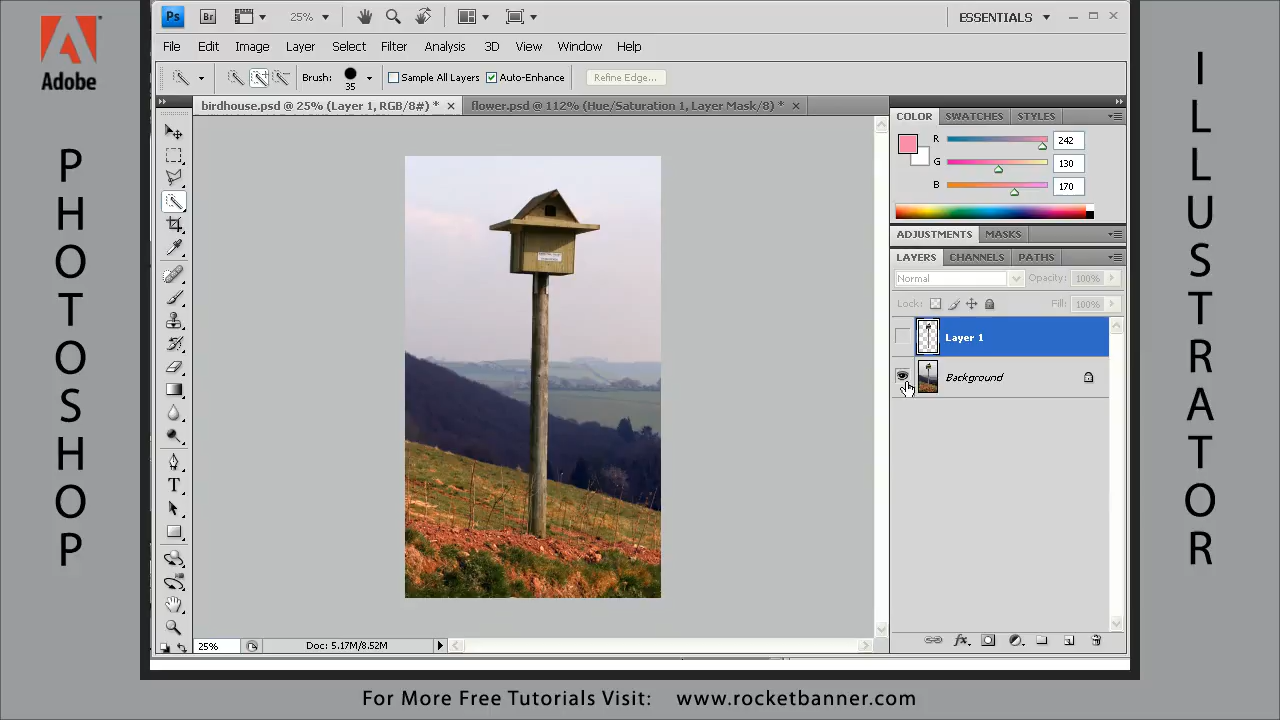 Adobe
PHOTOSHOP
ILLUSTRATOR
Ps Br 25% ESSENTIALS
File Edit Image Layer Select Filter Analysis 3D View Window Help
Brush: 35 Sample All Layers Auto-Enhance Refine Edge...
birdhouse.psd @ 25% (Layer 1, RGB/8#) * flower.psd @ 112% (Hue/Saturation 1, Layer Mask/8) *
COLOR SWATCHES STYLES
R 242
G 130
B 170
ADJUSTMENTS MASKS
LAYERS CHANNELS PATHS
Normal Opacity: 100%
Lock: Fill: 100%
Layer 1
Background
T
25% Doc: 5.17M/8.52M
fx.
For More Free Tutorials Visit: www.rocketbanner.com